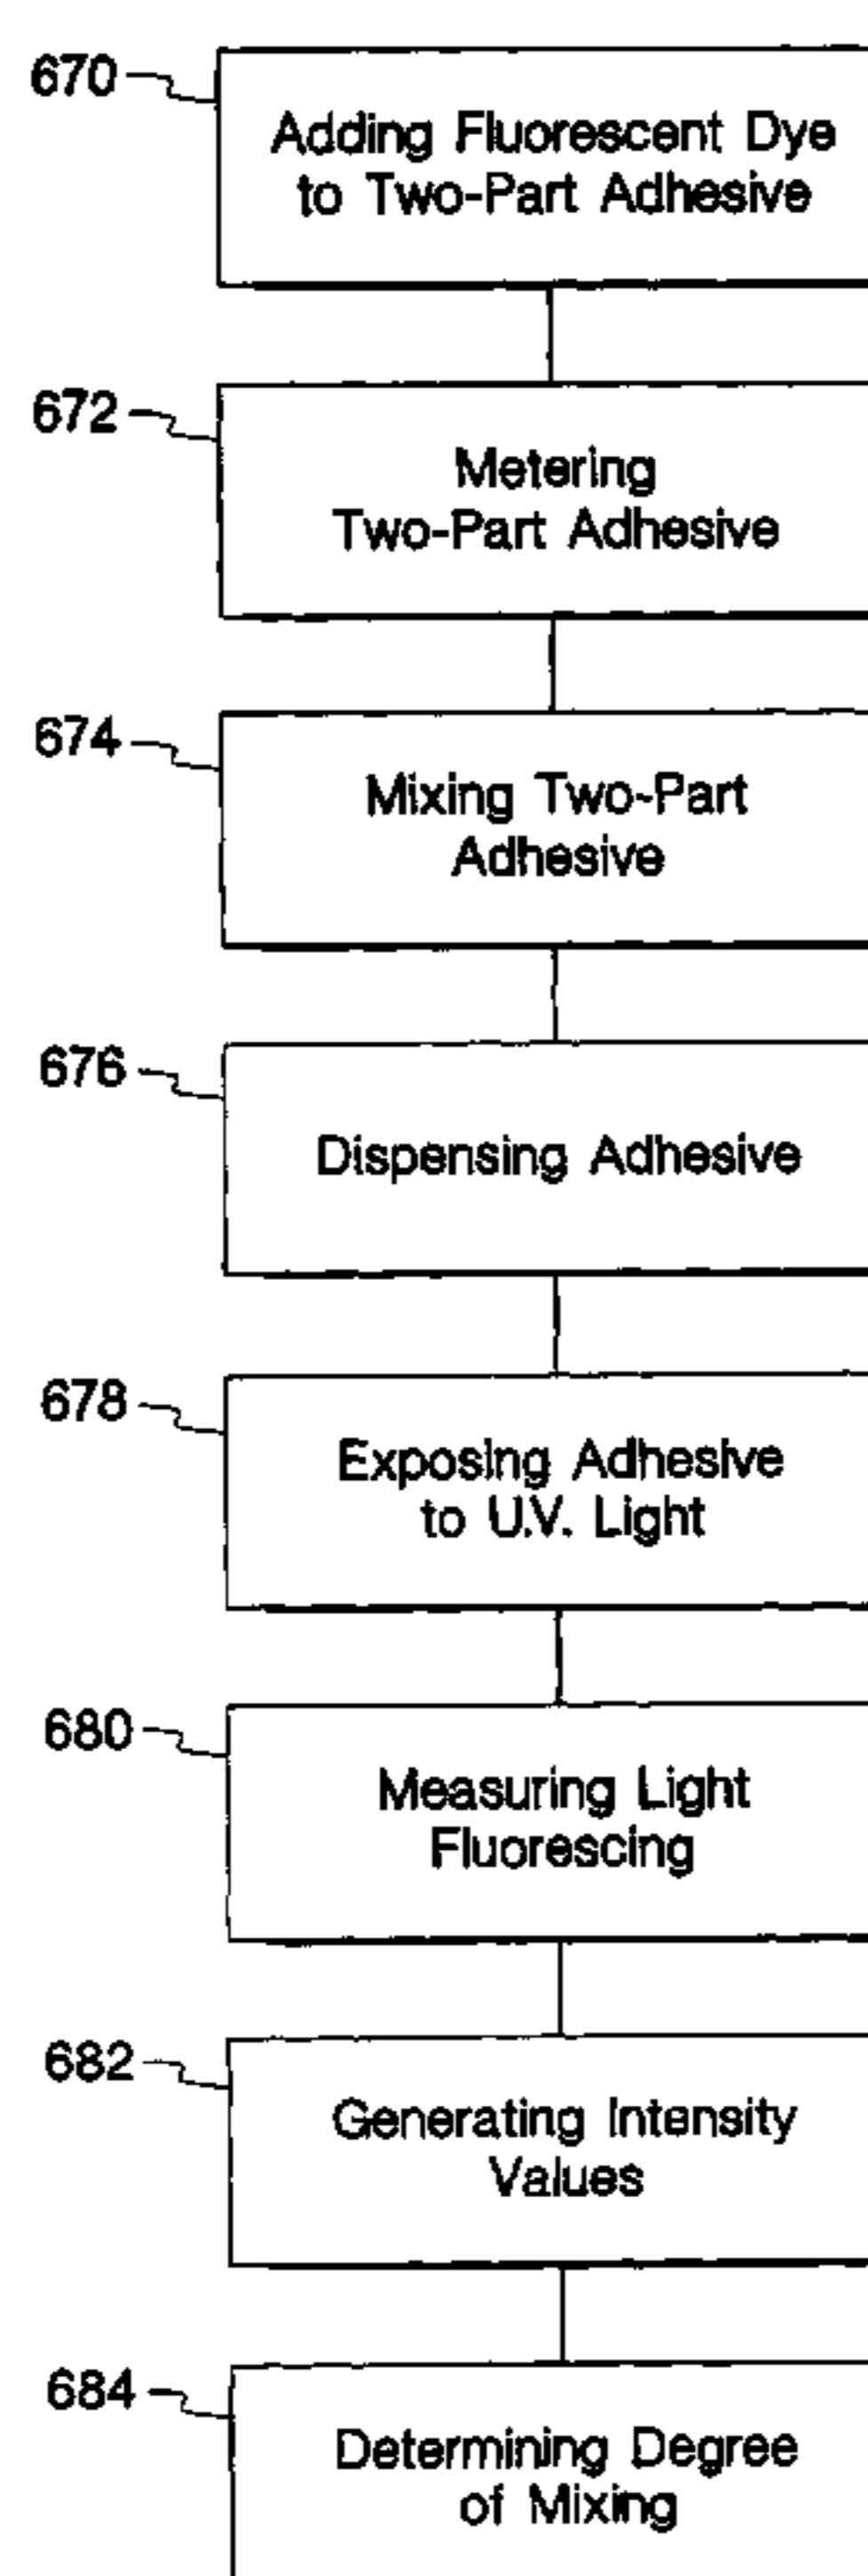 670
Adding Fluorescent Dye
to Two-Part Adhesive
672
Metering
Two-Part Adhesive
674
Mixing Two-Part
Adhesive
676
Dispensing Adhesive
678
Exposing Adhesive
to U.V. Light
680
Measuring Light
Fluorescing
682
Generating Intensity
Values
684
Determining Degree
of Mixing